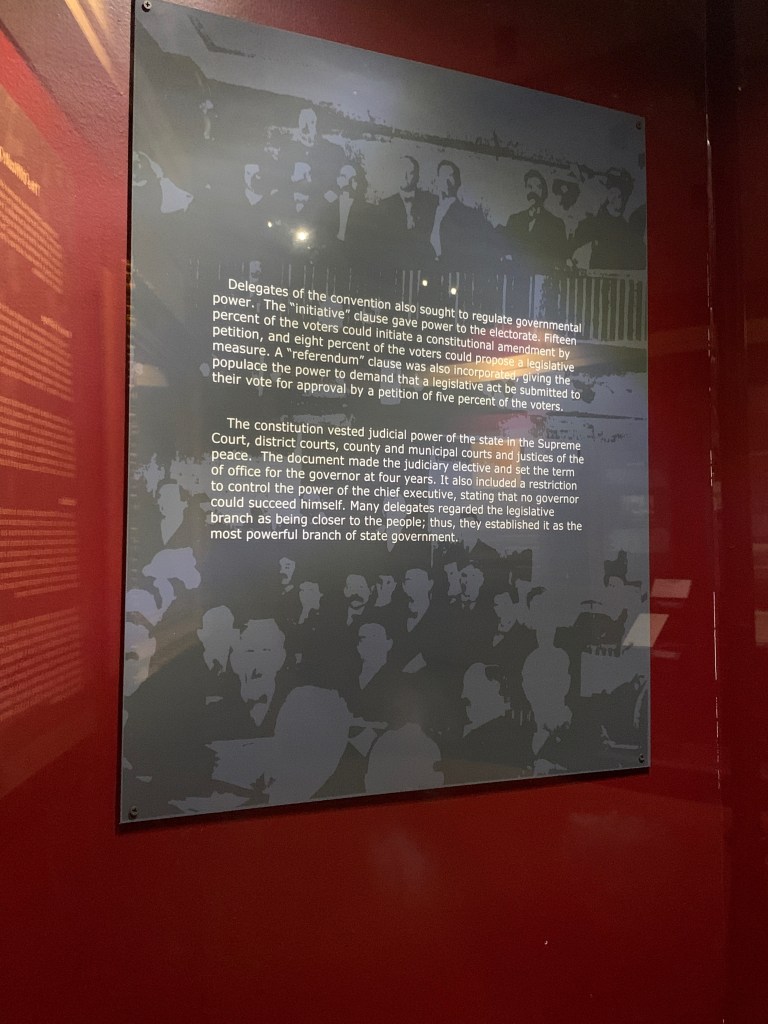 Delegates of the convention also sought to regulate governmental
power. The “initiative” clause gave power to the electorate. Fifteen
percent of the voters could initiate a constitutional amendment by
petition, and eight percent of the voters could propose a legislative
measure. A “referendum” clause was also incorporated, giving the
populace the power to demand that a legislative act be submitted to
their vote for approval by a petition of five percent of the voters.
The constitution vested judicial power of the state in the Supreme
Court, district courts, county and municipal courts and justices of the
peace. The document made the judiciary elective and set the term
of office for the governor at four years. It also included a restriction
to control the power of the chief executive, stating that no governor
could succeed himself. Many delegates regarded the legislative
branch as being closer to the people; thus, they established it as the
most powerful branch of state government.